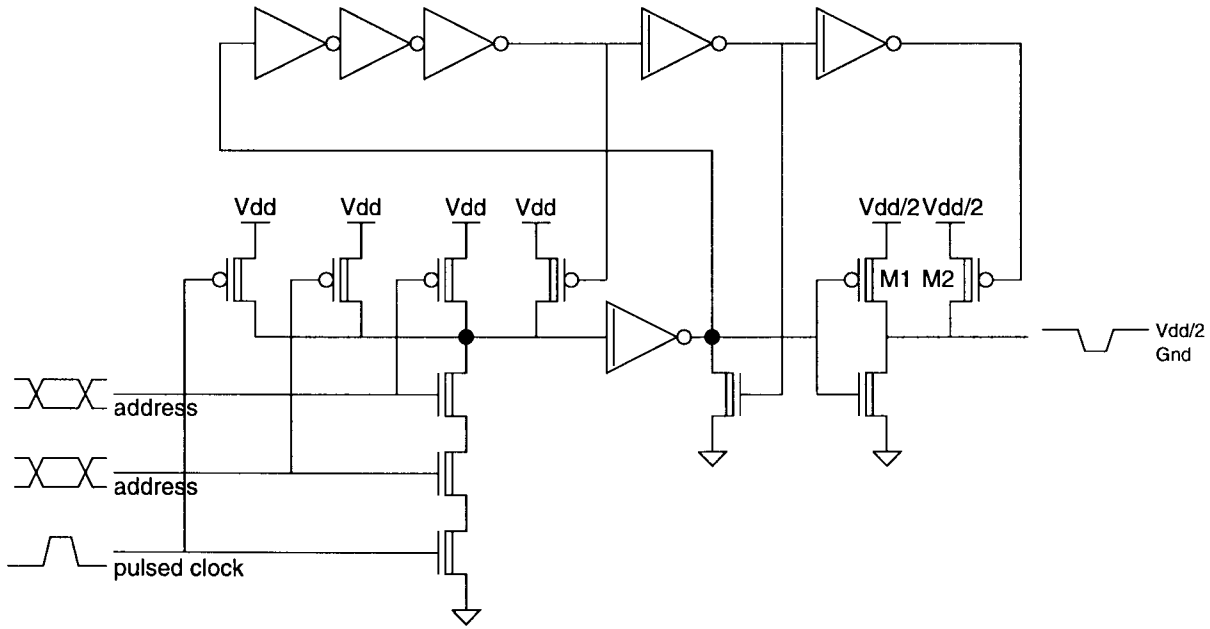 Vdd Vdd Vdd Vdd Vdd/2 Vdd/2
M1 M2
Vdd/2
Gnd
address
address
pulsed clock